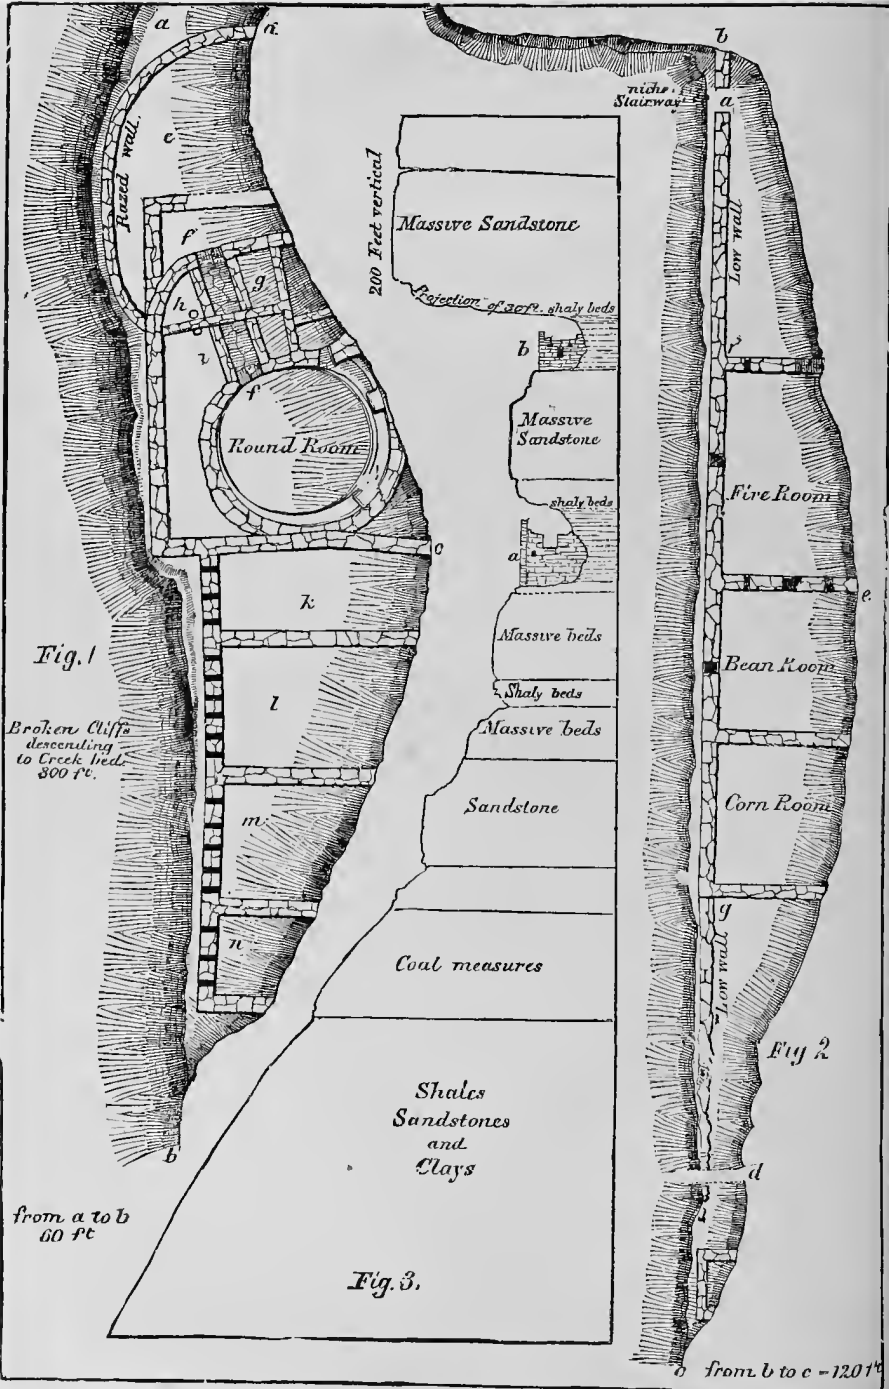 a
d
e
Razed wall.
f
g
h
i
f
Round Room
c
k
l
m
n
b
Fig. 1
Broken Cliffs
descending
to Creek bed.
800 ft.
from a to b
60 ft
200 Feet vertical
Massive Sandstone
Projection of 30 ft. shaly beds
b
Massive
Sandstone
shaly beds
a
Massive beds
Shaly beds
Massive beds
Sandstone
Coal measures
Shales
Sandstones
and
Clays
Fig. 3.
b
niche
Stairway
a
Low wall
Fire Room
e
Bean Room
Corn Room
g
Low wall
Fig 2
d
c
from b to c = 120 ft